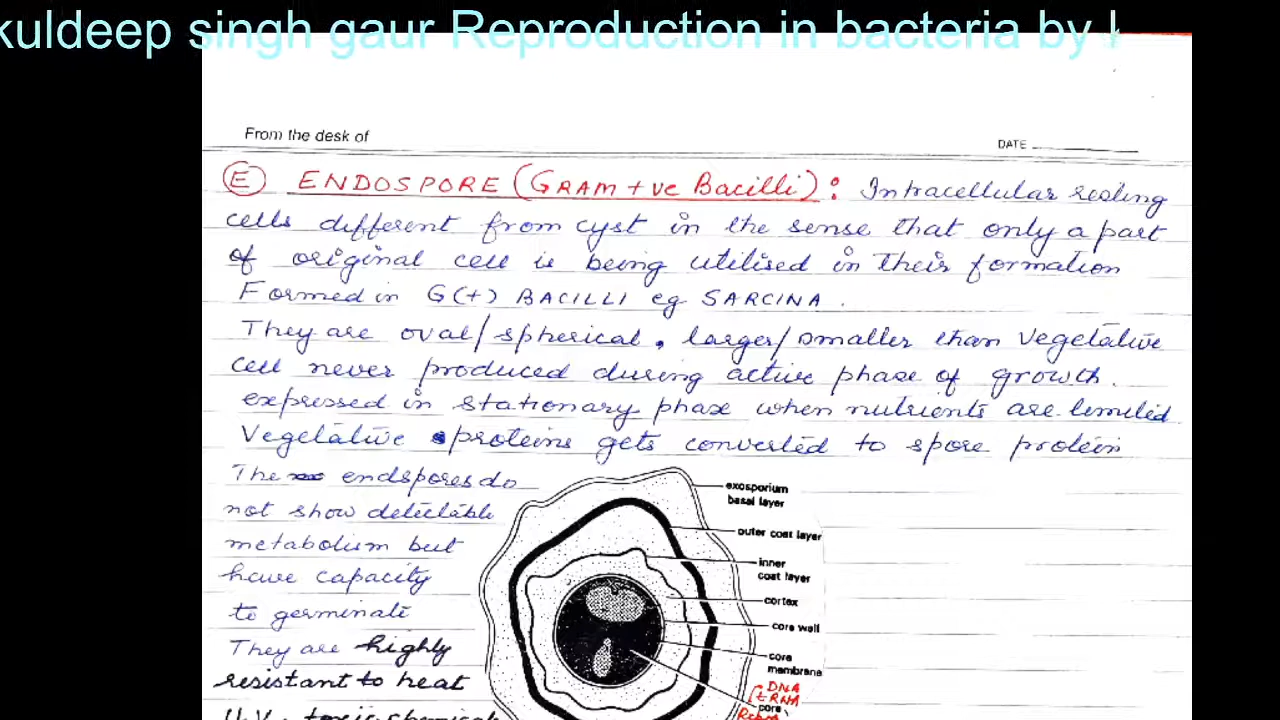 kuldeep singh gaur Reproduction in bacteria by
From the desk of
DATE
E ENDOSPORE (GRAM +ve Bacilli) : Intracellular resting
cells different from cyst in the sense that only a part
of original cell is being utilised in their formation
Formed in G(+) BACILLI eg SARCINA.
They are oval/spherical. larger/smaller than vegetative
cell never produced during active phase of growth.
expressed in stationary phase when nutrients are limited.
Vegetative proteins gets converted to spore protein
The endspores do
not show detectable
metabolism but
have capacity
to germinate
They are highly
resistant to heat
U.V. toxic chemical
exosporium
basal layer
outer coat layer
inner
coat layer
cortex
core wall
core
membrane
DNA
tRNA
core